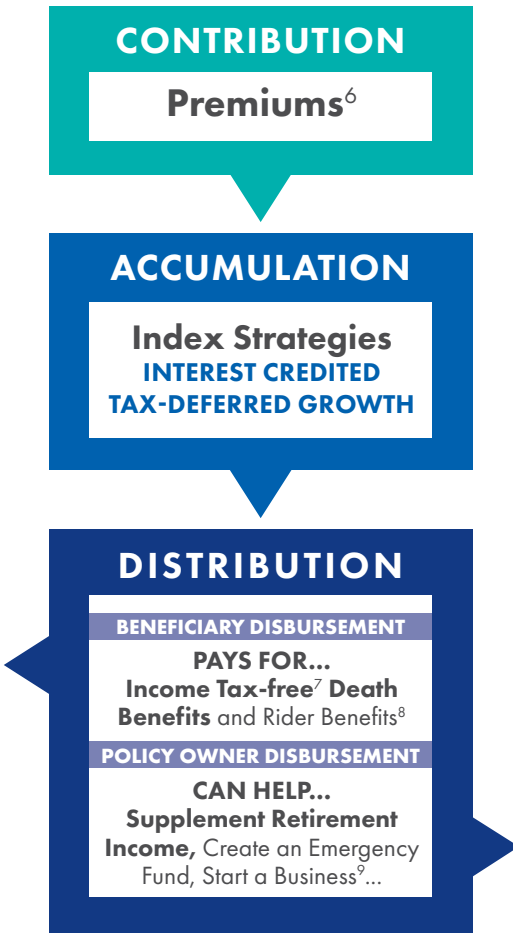 CONTRIBUTION
Premiums⁶
ACCUMULATION
Index Strategies
INTEREST CREDITED
TAX-DEFERRED GROWTH
DISTRIBUTION
BENEFICIARY DISBURSEMENT
PAYS FOR...
Income Tax-free⁷ Death
Benefits and Rider Benefits⁸
POLICY OWNER DISBURSEMENT
CAN HELP...
Supplement Retirement
Income, Create an Emergency
Fund, Start a Business⁹...